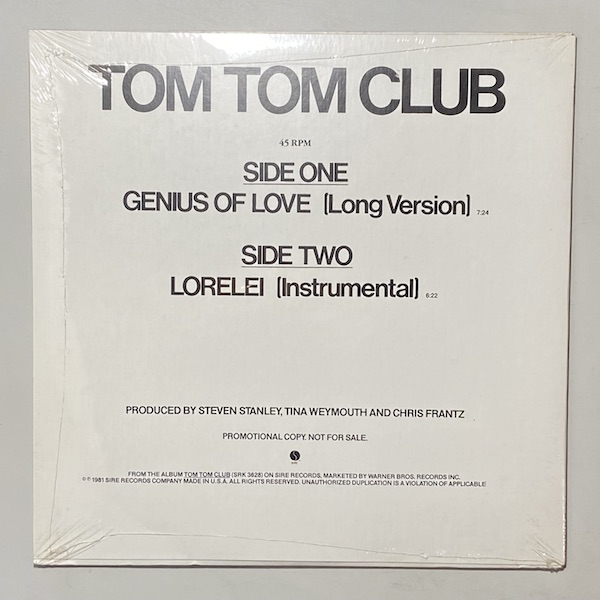 TOM TOM CLUB
45 RPM
SIDE ONE
GENIUS OF LOVE (Long Version) 7:24
SIDE TWO
LORELEI (Instrumental) 6:22
PRODUCED BY STEVEN STANLEY, TINA WEYMOUTH AND CHRIS FRANTZ
PROMOTIONAL COPY. NOT FOR SALE.
FROM THE ALBUM TOM TOM CLUB (SRK 3628) ON SIRE RECORDS, MARKETED BY WARNER BROS. RECORDS INC.
℗ © 1981 SIRE RECORDS COMPANY MADE IN U.S.A. ALL RIGHTS RESERVED. UNAUTHORIZED DUPLICATION IS A VIOLATION OF APPLICABLE